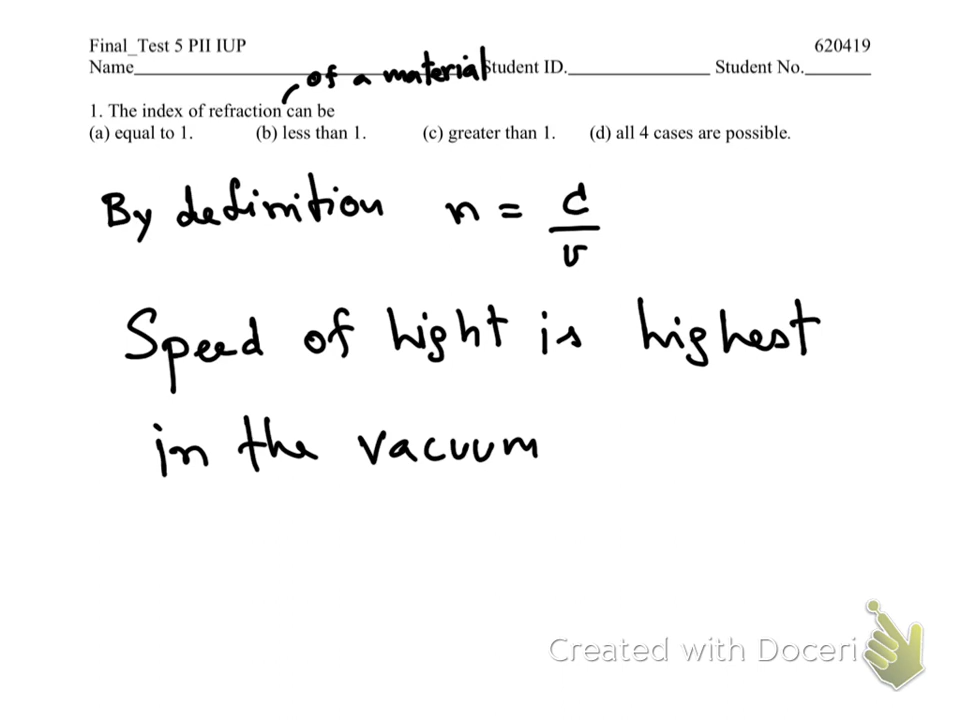 Final_Test 5 PII IUP 620419
Name of a material Student ID. Student No.
1. The index of refraction can be
(a) equal to 1. (b) less than 1. (c) greater than 1. (d) all 4 cases are possible.
By definition n = c/v
Speed of light is highest
in the vacuum
Created with Doceri